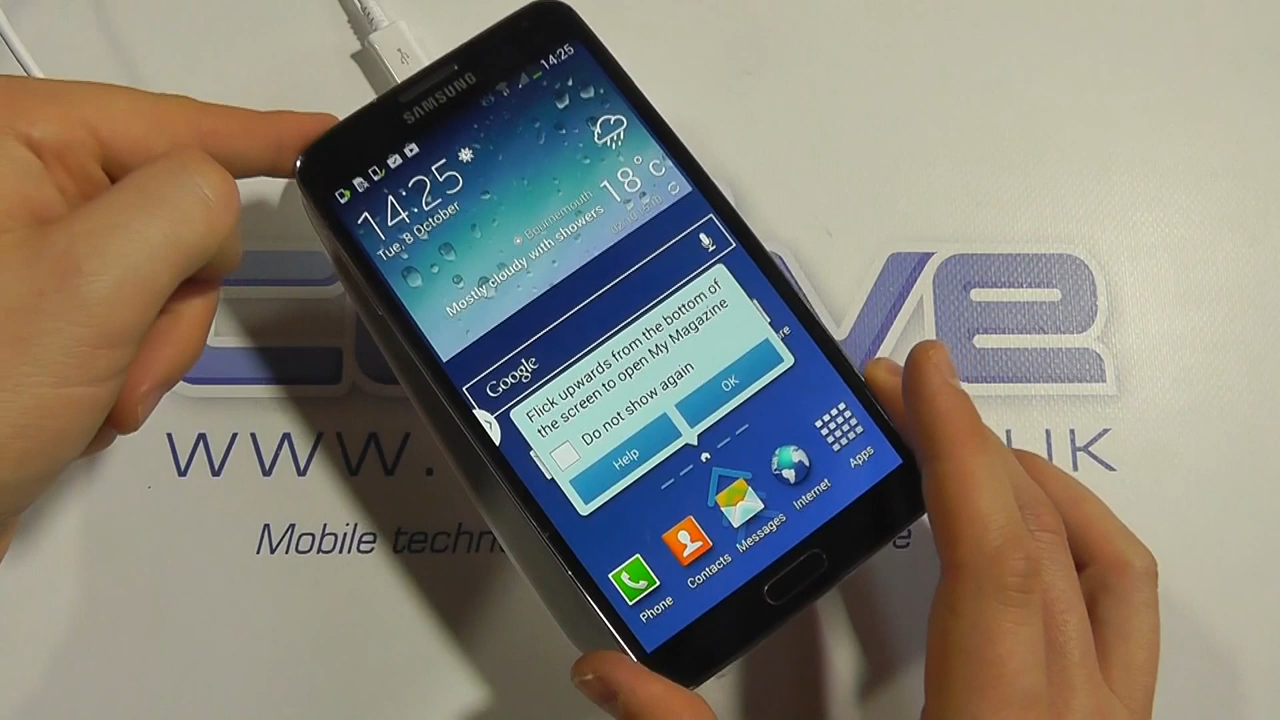 SAMSUNG
14:25
14:25
Tue, 8 October
18°c
Bournemouth
Mostly cloudy with showers
Google
Flick upwards from the bottom of
the screen to open My Magazine
Do not show again
Help
OK
Phone
Contacts
Messages
Internet
Apps
VE
WWW.
UK
Mobile